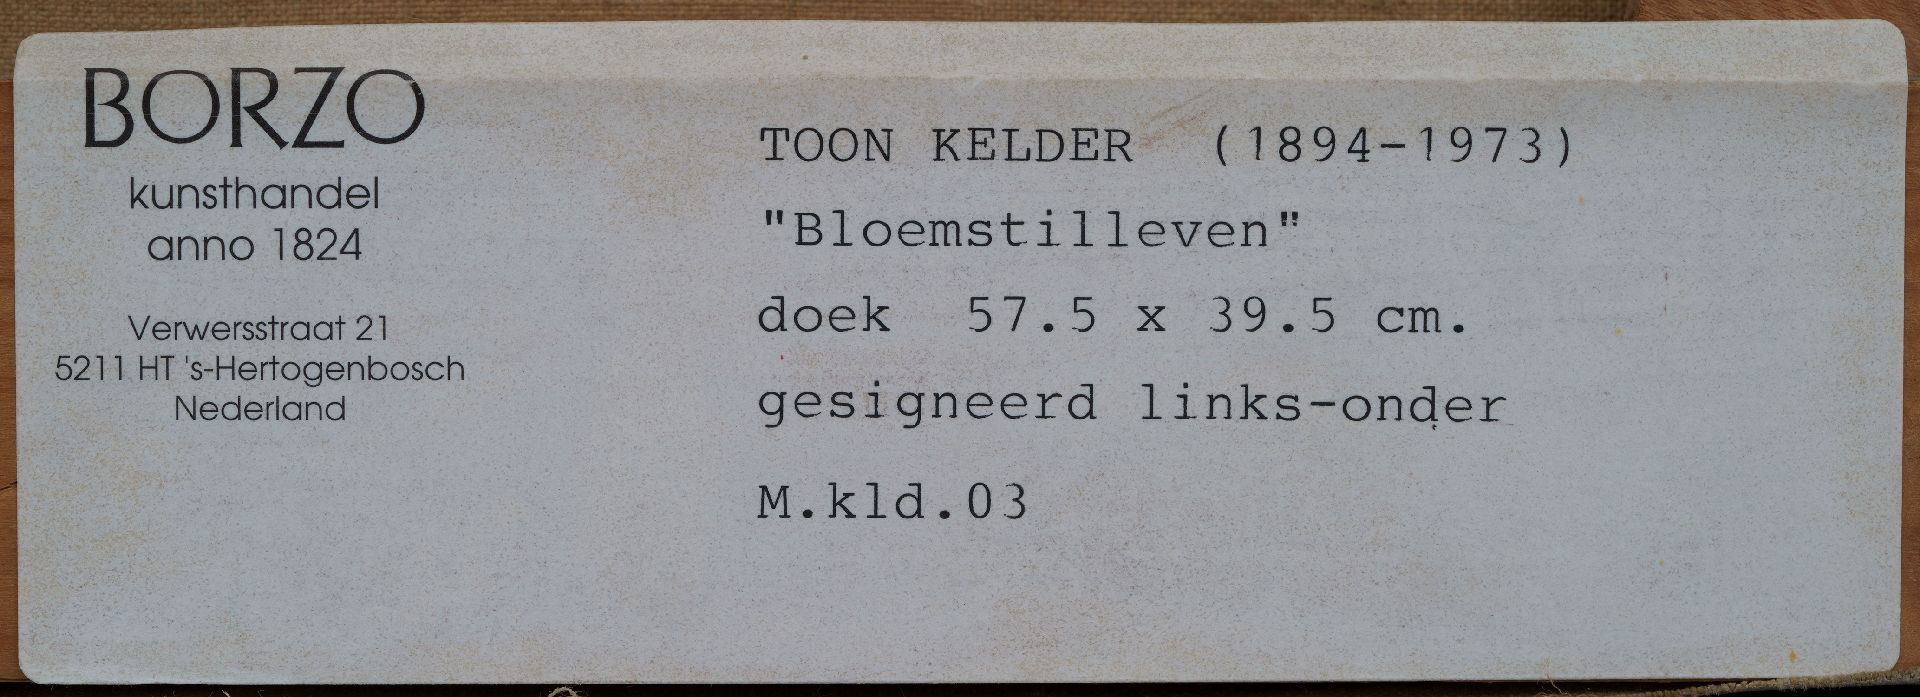 BORZO
kunsthandel
anno 1824
Verwersstraat 21
5211 HT 's-Hertogenbosch
Nederland
TOON KELDER (1894-1973)
"Bloemstilleven"
doek 57.5 x 39.5 cm.
gesigneerd links-onder
M.kld.03